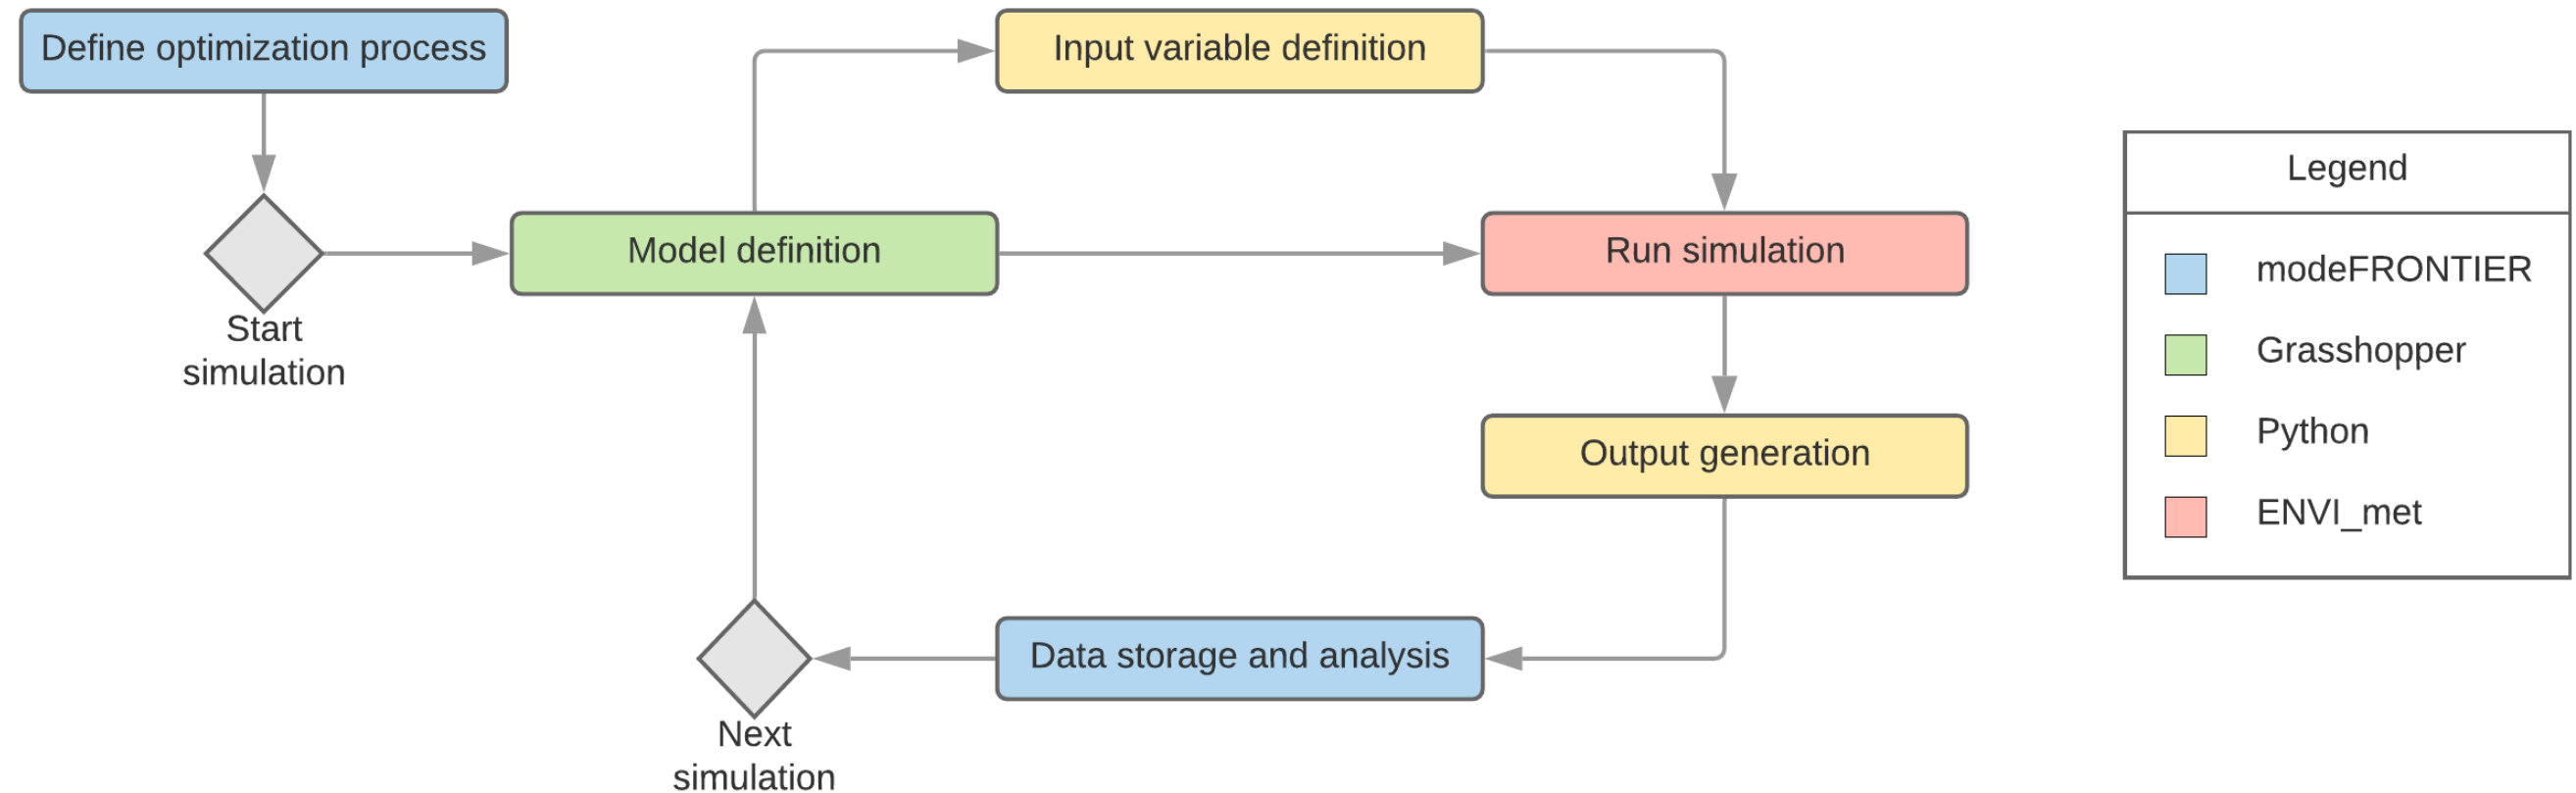 Define optimization process
Input variable definition
Start
simulation
Model definition
Run simulation
Output generation
Data storage and analysis
Next
simulation
Legend
modeFRONTIER
Grasshopper
Python
ENVI_met